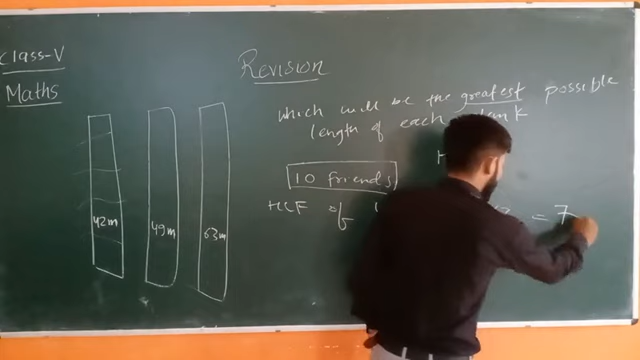 Class-V
Maths
Revision
which will be the greatest possible
length of each
10 friends
HCF of
= 7
42m
49m
63m